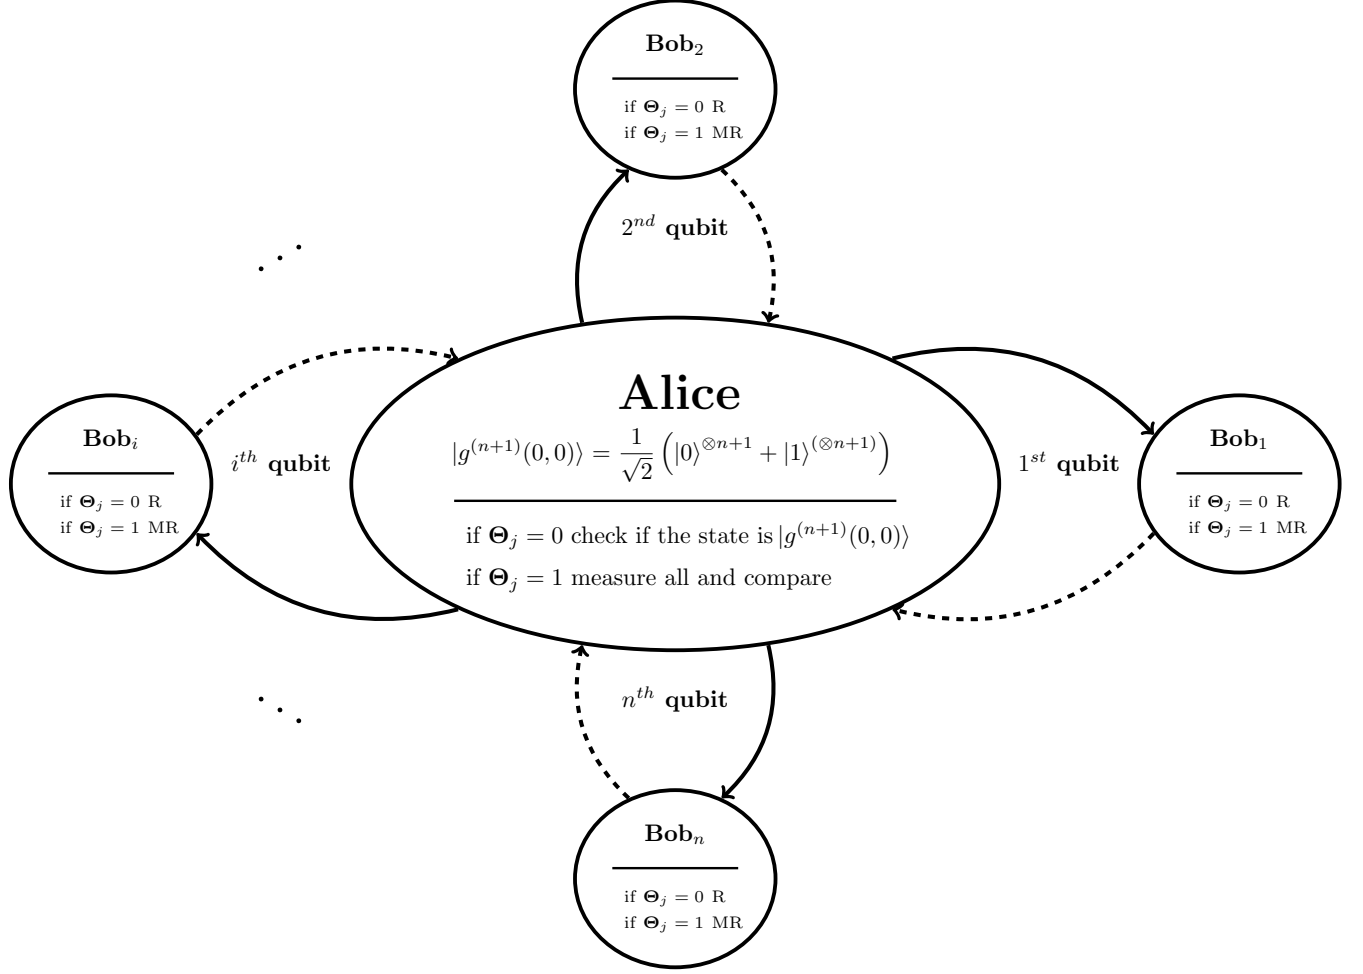 Bob₂
if Θⱼ = 0 R
if Θⱼ = 1 MR
2ⁿᵈ qubit
Alice
|g⁽ⁿ⁺¹⁾(0,0)⟩ = 1/√2 (|0⟩^{⊗n+1} + |1⟩^{(⊗n+1)})
if Θⱼ = 0 check if the state is |g⁽ⁿ⁺¹⁾(0,0)⟩
if Θⱼ = 1 measure all and compare
Bobᵢ
if Θⱼ = 0 R
if Θⱼ = 1 MR
iᵗʰ qubit
1ˢᵗ qubit
Bob₁
if Θⱼ = 0 R
if Θⱼ = 1 MR
nᵗʰ qubit
Bobₙ
if Θⱼ = 0 R
if Θⱼ = 1 MR